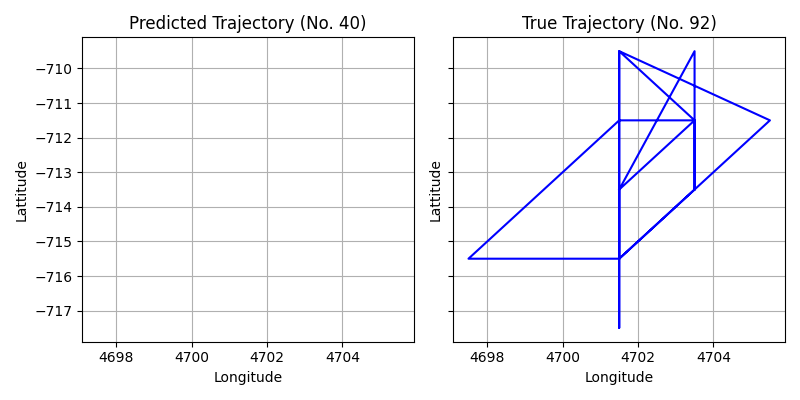 Predicted Trajectory (No. 40)
True Trajectory (No. 92)
−710
−711
−712
−713
−714
−715
−716
−717
Lattitude
Lattitude
4698 4700 4702 4704
4698 4700 4702 4704
Longitude
Longitude